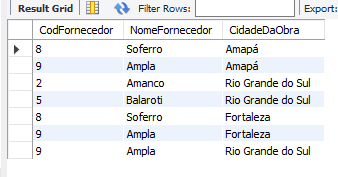 Result Grid Filter Rows: Export:
CodFornecedor NomeFornecedor CidadeDaObra
8 Soferro Amapá
9 Ampla Amapá
2 Amanco Rio Grande do Sul
5 Balaroti Rio Grande do Sul
8 Soferro Fortaleza
9 Ampla Fortaleza
9 Ampla Rio Grande do Sul